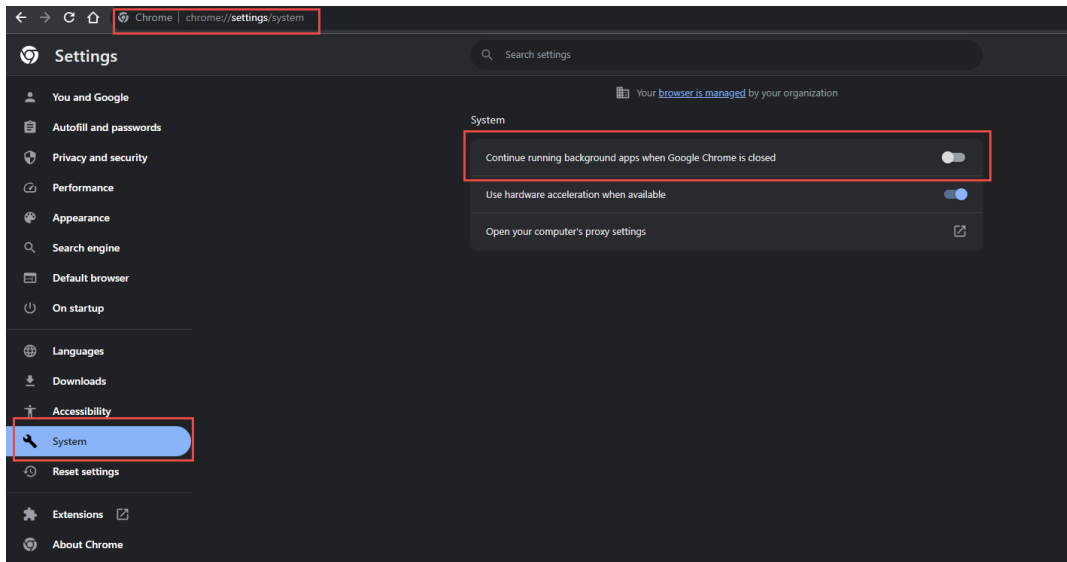 Chrome | chrome://settings/system
Settings
Search settings
You and Google
Autofill and passwords
Privacy and security
Performance
Appearance
Search engine
Default browser
On startup
Languages
Downloads
Accessibility
System
Reset settings
Extensions
About Chrome
Your browser is managed by your organization
System
Continue running background apps when Google Chrome is closed
Use hardware acceleration when available
Open your computer's proxy settings